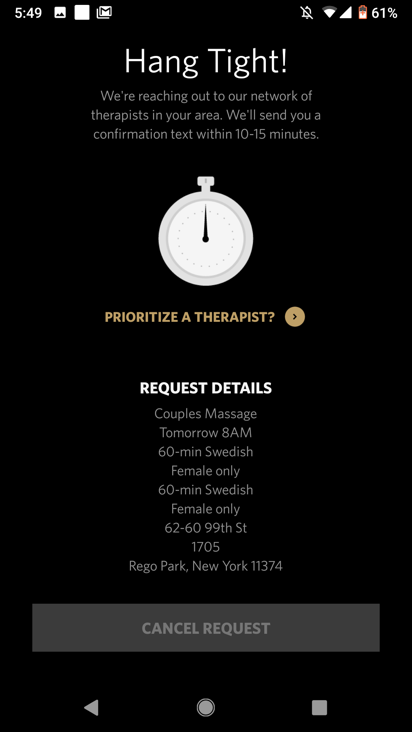 5:49
61%
Hang Tight!
We're reaching out to our network of
therapists in your area. We'll send you a
confirmation text within 10-15 minutes.
PRIORITIZE A THERAPIST?
REQUEST DETAILS
Couples Massage
Tomorrow 8AM
60-min Swedish
Female only
60-min Swedish
Female only
62-60 99th St
1705
Rego Park, New York 11374
CANCEL REQUEST